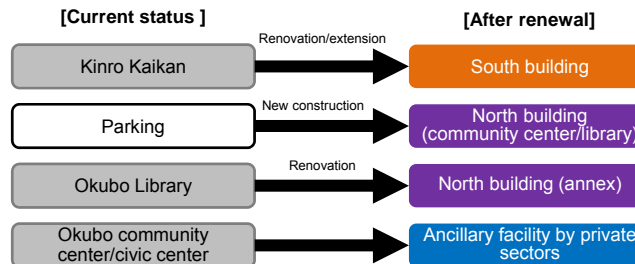 [Current status ]
[After renewal]
Kinro Kaikan
Renovation/extension
South building
Parking
New construction
North building
(community center/library)
Okubo Library
Renovation
North building (annex)
Okubo community
center/civic center
Ancillary facility by private
sectors